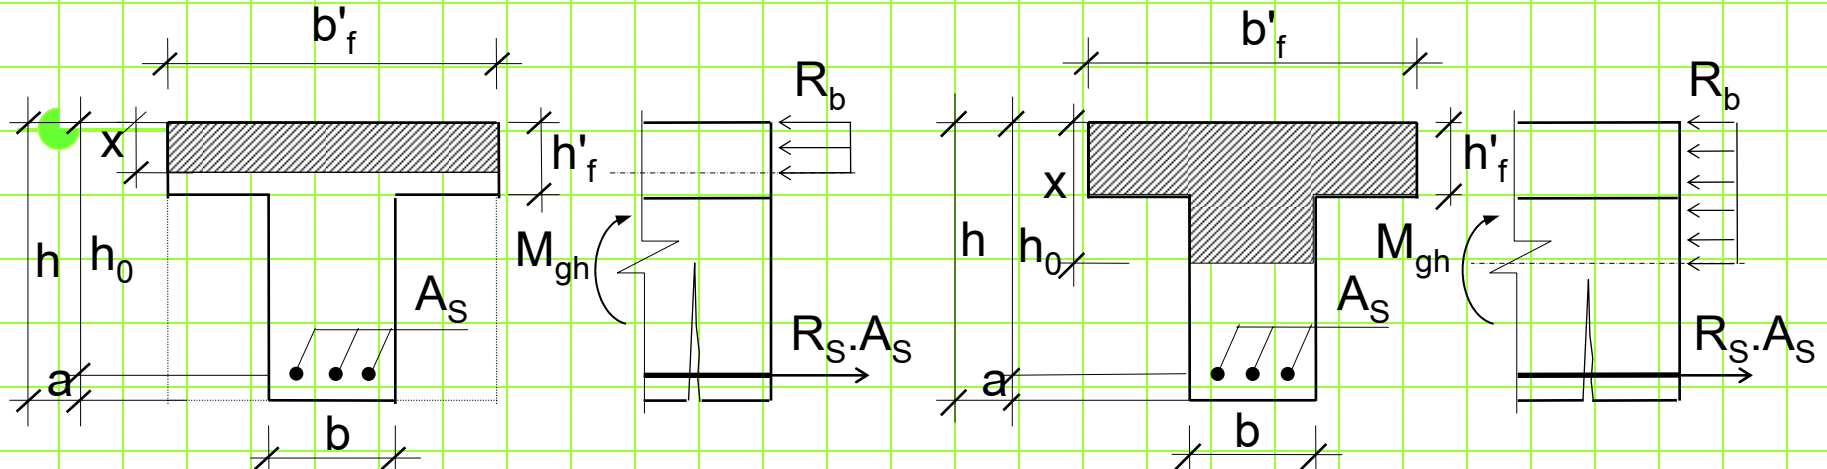 b'f
Rb
x
h'f
h
h0
Mgh
AS
RS.AS
a
b
b'f
Rb
h'f
x
h
h0
Mgh
AS
RS.AS
a
b